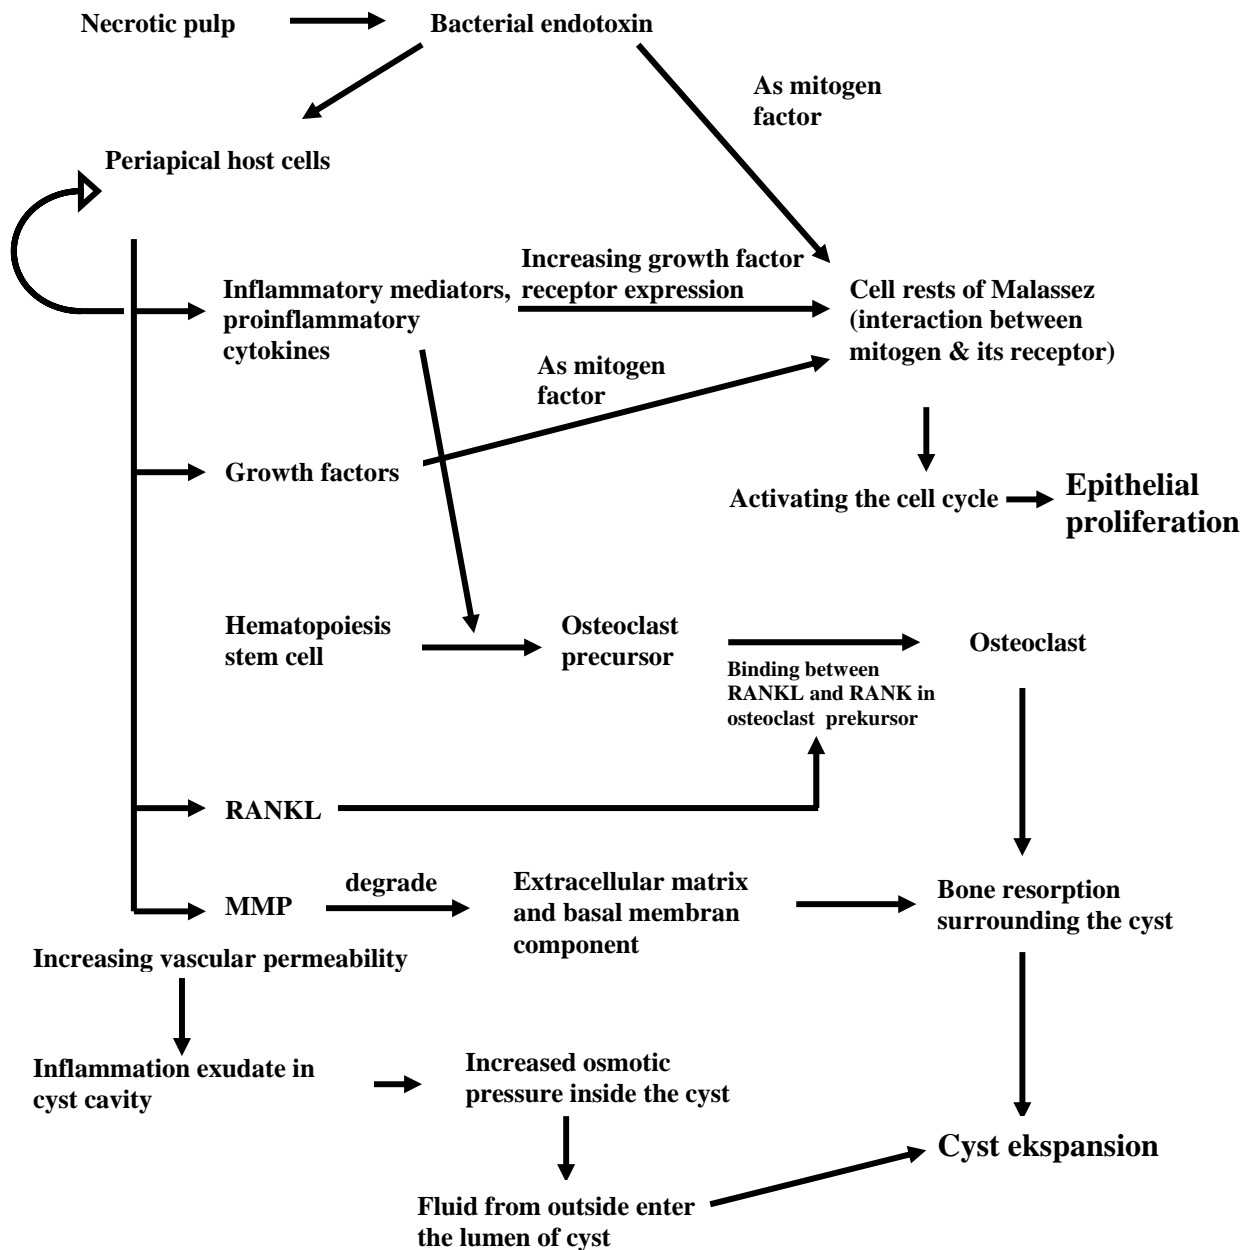 Necrotic pulp
Bacterial endotoxin
As mitogen
factor
Periapical host cells
Increasing growth factor
receptor expression
Inflammatory mediators,
proinflammatory
cytokines
Cell rests of Malassez
(interaction between
mitogen & its receptor)
As mitogen
factor
Growth factors
Activating the cell cycle
Epithelial
proliferation
Hematopoiesis
stem cell
Osteoclast
precursor
Osteoclast
Binding between
RANKL and RANK in
osteoclast prekursor
RANKL
MMP
degrade
Extracellular matrix
and basal membran
component
Bone resorption
surrounding the cyst
Increasing vascular permeability
Inflammation exudate in
cyst cavity
Increased osmotic
pressure inside the cyst
Cyst ekspansion
Fluid from outside enter
the lumen of cyst